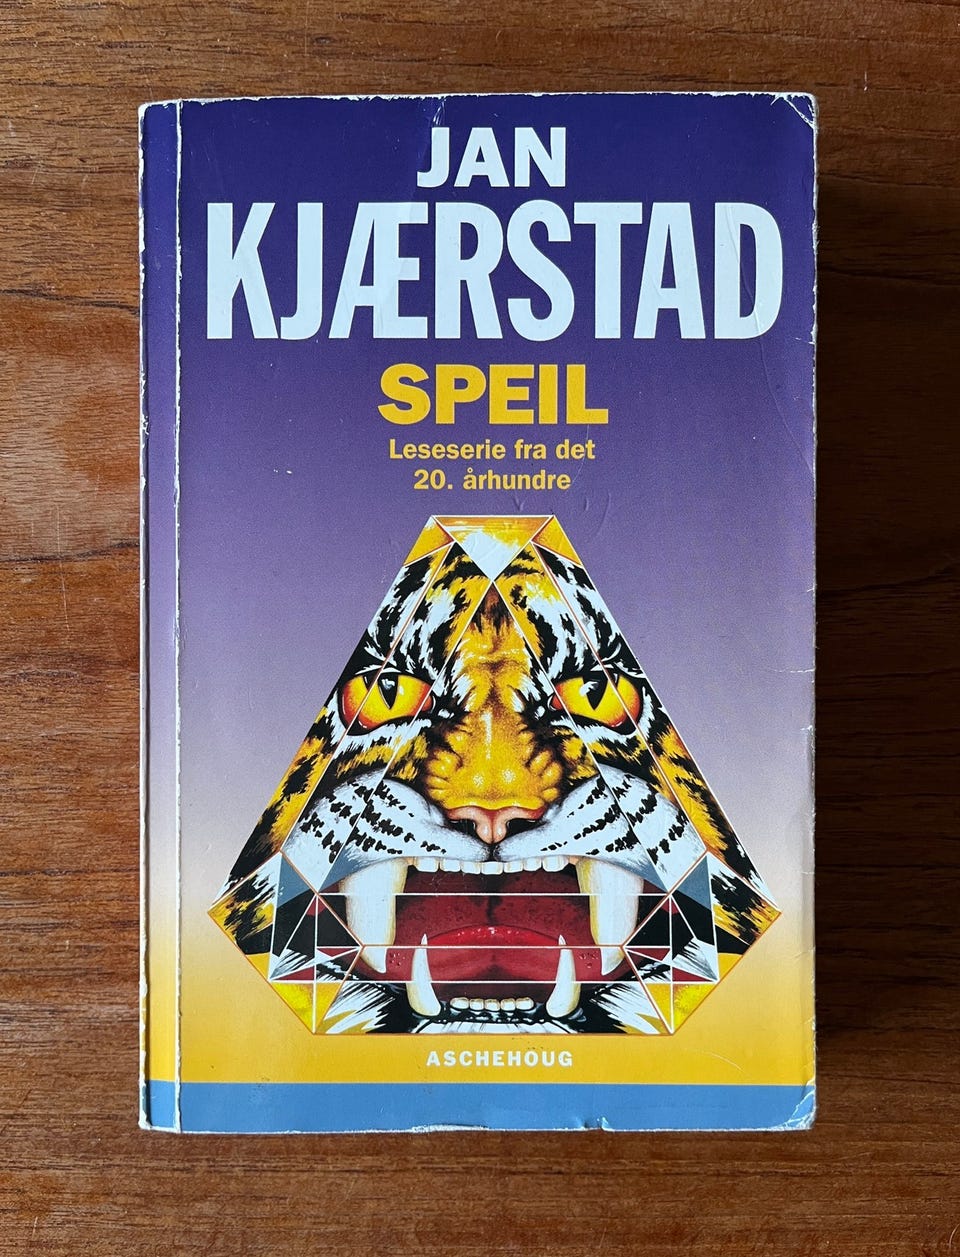 JAN
KJÆRSTAD
SPEIL
Leseserie fra det
20. århundre
ASCHEHOUG